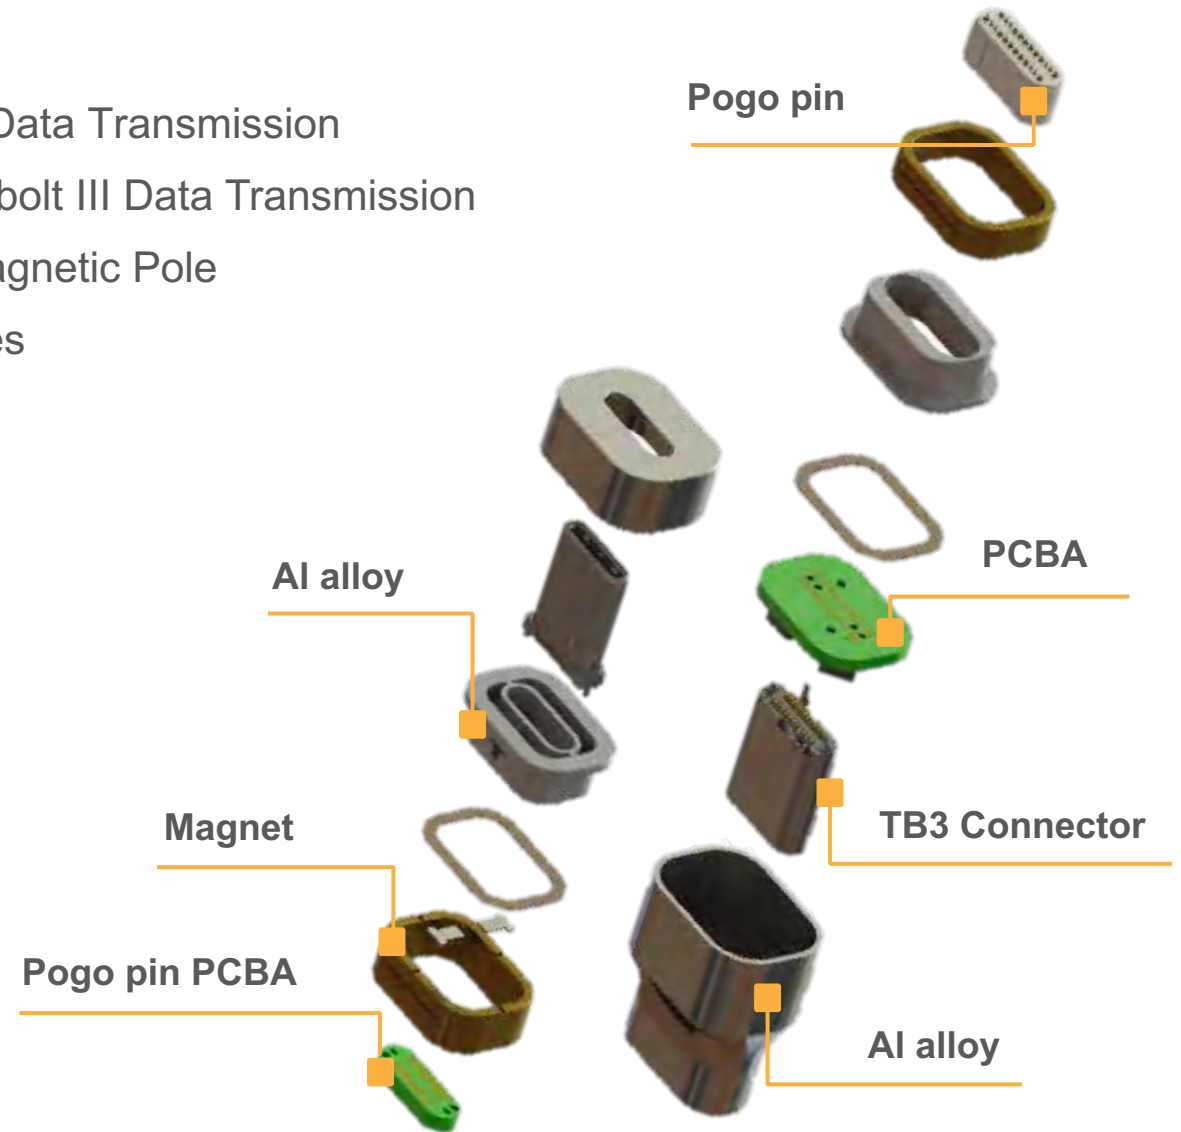 Pogo pin
Data Transmission
bolt III Data Transmission
agnetic Pole
es
PCBA
Al alloy
TB3 Connector
Magnet
Pogo pin PCBA
Al alloy